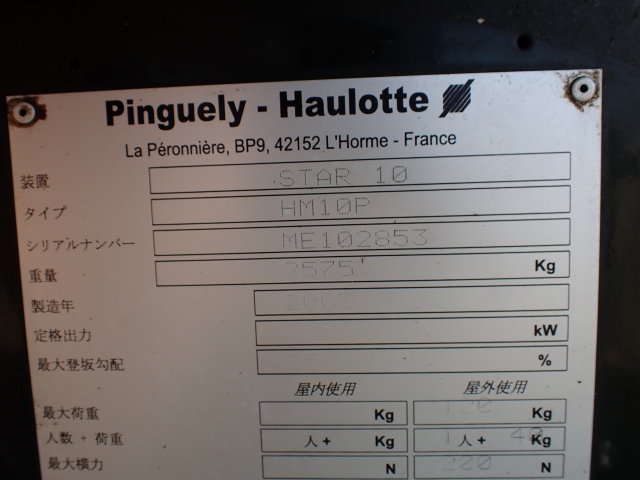 Pinguely - Haulotte
La Péronnière, BP9, 42152 L'Horme - France
装置 STAR 10
タイプ HM10P
シリアルナンバー ME102853
重量 2575 Kg
製造年
定格出力 kW
最大登坂勾配 %
屋内使用 屋外使用
最大荷重 Kg 120
人数 + 荷重 人 + Kg 1 人 + 40 Kg
最大横力 N 200 N